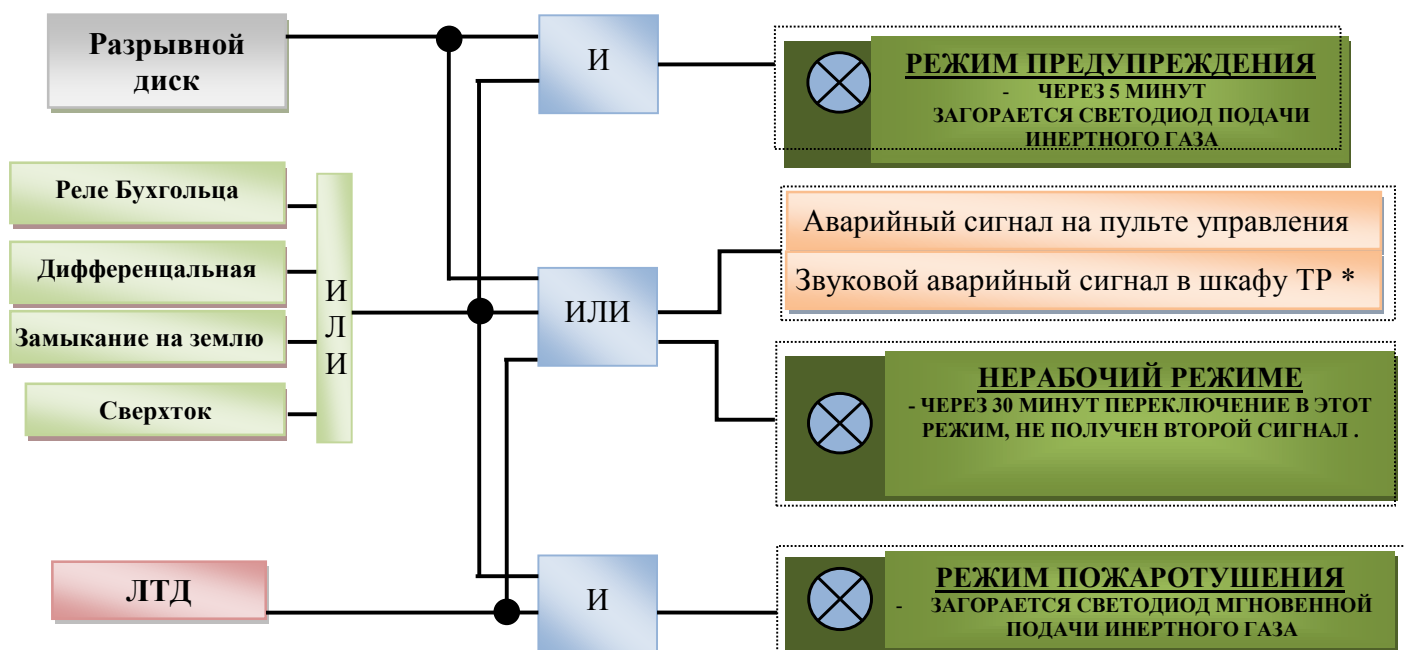 Разрывной
диск
И
РЕЖИМ ПРЕДУПРЕЖДЕНИЯ
- ЧЕРЕЗ 5 МИНУТ
ЗАГОРАЕТСЯ СВЕТОДИОД ПОДАЧИ
ИНЕРТНОГО ГАЗА
Реле Бухгольца
Дифференцальная
Замыкание на землю
Сверхток
И
Л
И
ИЛИ
Аварийный сигнал на пульте управления
Звуковой аварийный сигнал в шкафу ТР *
НЕРАБОЧИЙ РЕЖИМЕ
- ЧЕРЕЗ 30 МИНУТ ПЕРЕКЛЮЧЕНИЕ В ЭТОТ
РЕЖИМ, НЕ ПОЛУЧЕН ВТОРОЙ СИГНАЛ .
ЛТД
И
РЕЖИМ ПОЖАРОТУШЕНИЯ
- ЗАГОРАЕТСЯ СВЕТОДИОД МГНОВЕННОЙ
ПОДАЧИ ИНЕРТНОГО ГАЗА